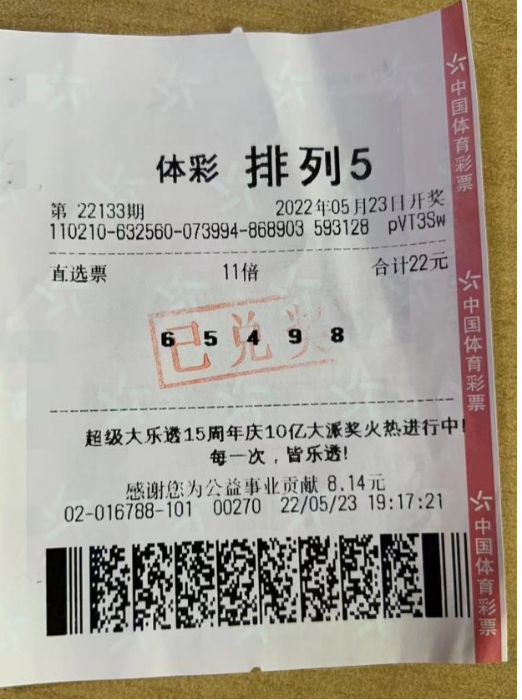 体彩 排列5
第 22133期 2022年05月23日开奖
110210-632560-073994-868903 593128 pVT3Sw
直选票 11倍 合计22元
6 5 4 9 8
已兑奖
超级大乐透15周年庆10亿大派奖火热进行中!
每一次，皆乐透!
感谢您为公益事业贡献 8.14元
02-016788-101 00270 22/05/23 19:17:21
中国体育彩票
中国体育彩票
中国体育彩票